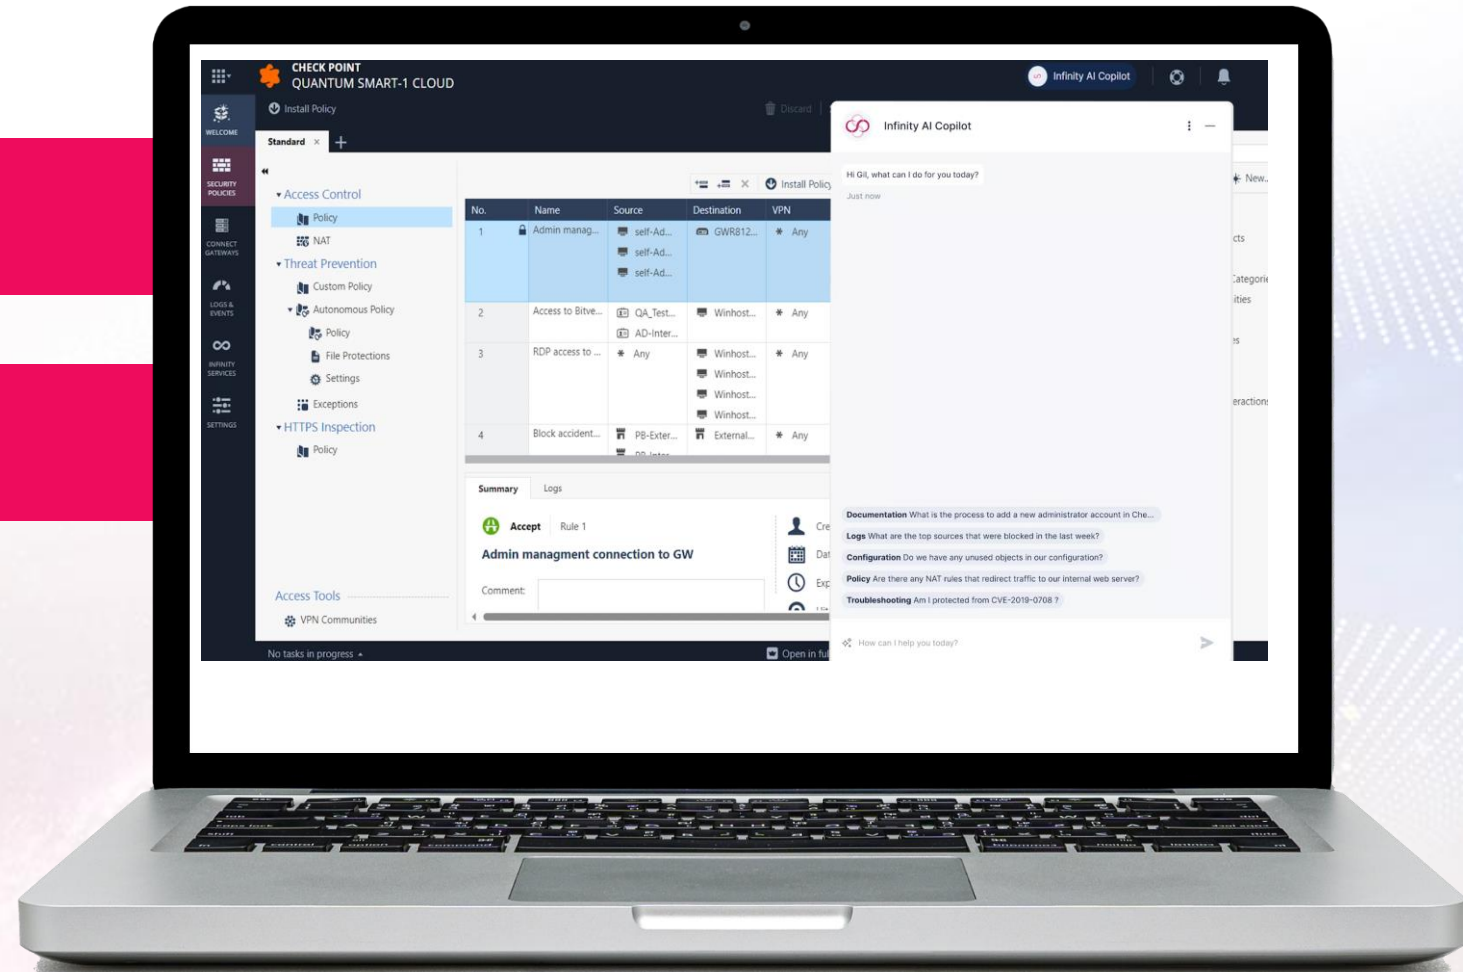 CHECK POINT
QUANTUM SMART-1 CLOUD
Infinity AI Copilot
WELCOME
SECURITY
POLICIES
CONNECT
GATEWAYS
LOGS &
EVENTS
INFINITY
SERVICES
SETTINGS
Install Policy
Discard
Standard
Access Control
Policy
NAT
Threat Prevention
Custom Policy
Autonomous Policy
Policy
File Protections
Settings
Exceptions
HTTPS Inspection
Policy
Access Tools
VPN Communities
No tasks in progress
Install Policy
No. Name Source Destination VPN
1 Admin manag... self-Ad... GWR812... * Any
self-Ad...
self-Ad...
2 Access to Bitve... QA_Test... Winhost... * Any
AD-Inter...
3 RDP access to ... * Any Winhost... * Any
Winhost...
Winhost...
Winhost...
4 Block accident... PB-Exter... External... * Any
Summary Logs
Accept Rule 1
Admin managment connection to GW
Comment:
Cre
Dat
Exp
Open in ful
Infinity AI Copilot
Hi Gil, what can I do for you today?
Just now
Documentation What is the process to add a new administrator account in Che...
Logs What are the top sources that were blocked in the last week?
Configuration Do we have any unused objects in our configuration?
Policy Are there any NAT rules that redirect traffic to our internal web server?
Troubleshooting Am I protected from CVE-2019-0708 ?
How can I help you today?
New..
cts
Categorie
ities
es
eractions